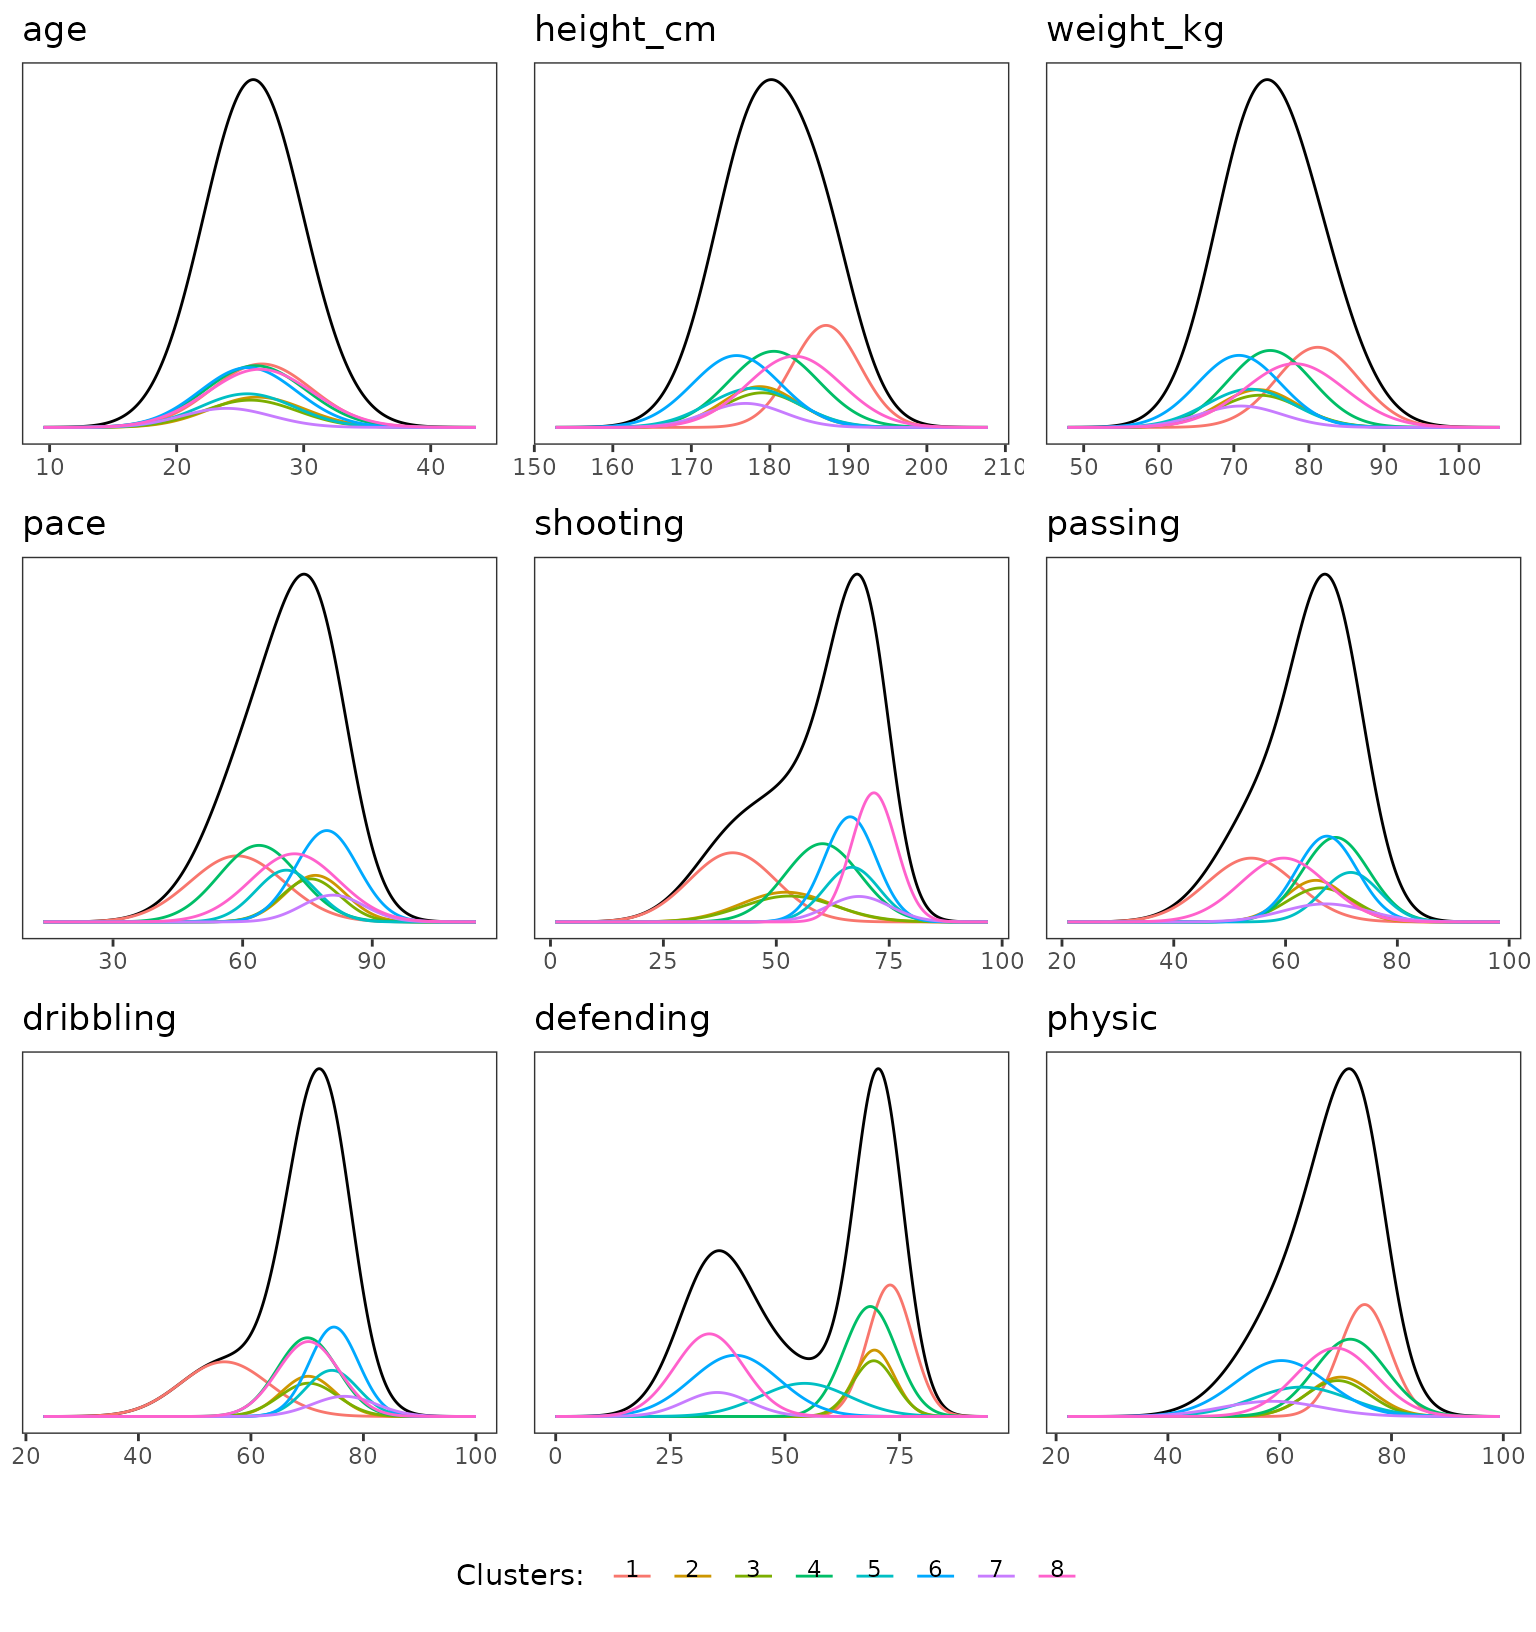 age height_cm weight_kg
10 20 30 40 150 160 170 180 190 200 210 50 60 70 80 90 100
pace shooting passing
30 60 90 0 25 50 75 100 20 40 60 80 100
dribbling defending physic
20 40 60 80 100 0 25 50 75 20 40 60 80 100
Clusters: 1 2 3 4 5 6 7 8